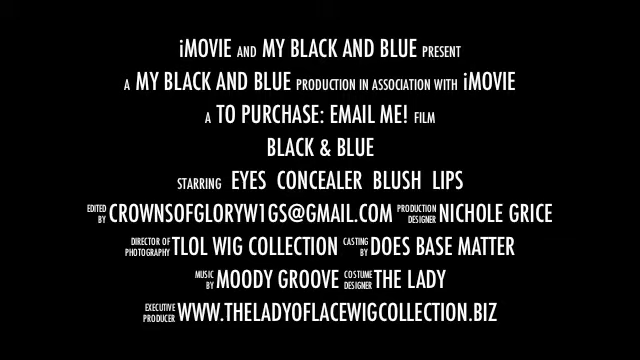 iMOVIE AND MY BLACK AND BLUE PRESENT
A MY BLACK AND BLUE PRODUCTION IN ASSOCIATION WITH iMOVIE
A TO PURCHASE: EMAIL ME! FILM
BLACK & BLUE
STARRING EYES CONCEALER BLUSH LIPS
EDITED BY CROWNSOFGLORYW1GS@GMAIL.COM PRODUCTION DESIGNER NICHOLE GRICE
DIRECTOR OF PHOTOGRAPHY TLOL WIG COLLECTION CASTING BY DOES BASE MATTER
MUSIC BY MOODY GROOVE COSTUME DESIGNER THE LADY
EXECUTIVE PRODUCER WWW.THELADYOFLACEWIGCOLLECTION.BIZ